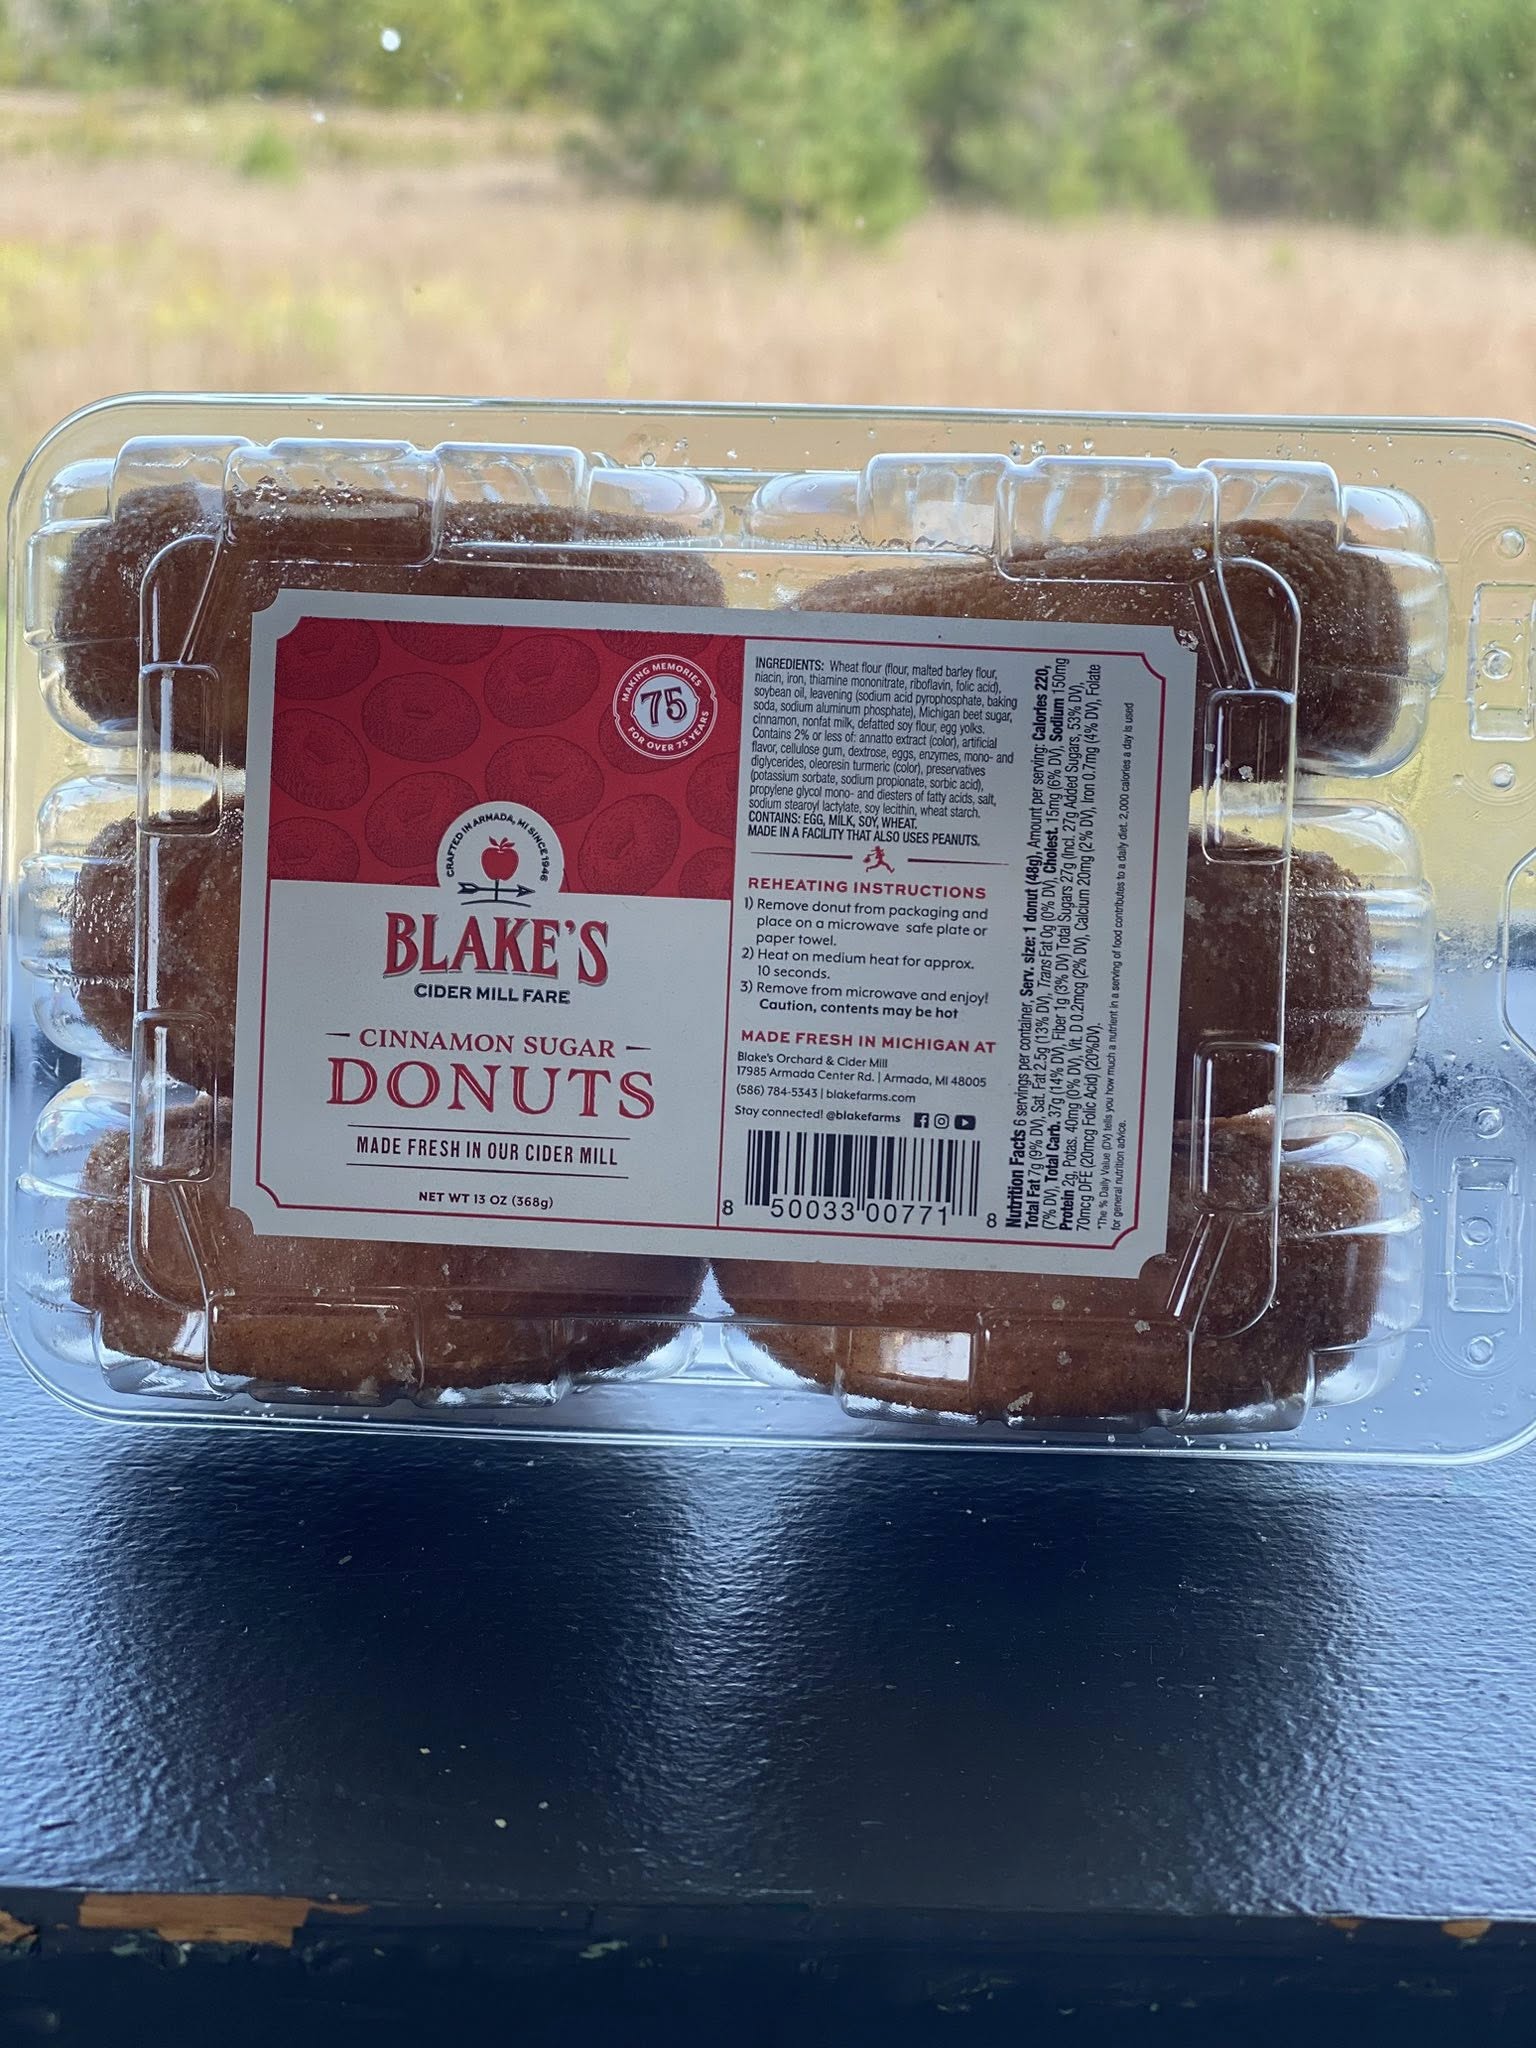 MAKING MEMORIES
75
FOR OVER 75 YEARS
CRAFTED IN ARMADA, MI SINCE 1946
BLAKE'S
CIDER MILL FARE
CINNAMON SUGAR
DONUTS
MADE FRESH IN OUR CIDER MILL
NET WT 13 OZ (368g)
INGREDIENTS: Wheat flour (flour, malted barley flour,
niacin, iron, thiamine mononitrate, riboflavin, folic acid),
soybean oil, leavening (sodium acid pyrophosphate, baking
soda, sodium aluminum phosphate), Michigan beet sugar,
cinnamon, nonfat milk, defatted soy flour, egg yolks.
Contains 2% or less of: annatto extract (color), artificial
flavor, cellulose gum, dextrose, eggs, enzymes, mono- and
diglycerides, oleoresin turmeric (color), preservatives
(potassium sorbate, sodium propionate, sorbic acid),
propylene glycol mono- and diesters of fatty acids, salt,
sodium stearoyl lactylate, soy lecithin, wheat starch.
CONTAINS: EGG, MILK, SOY, WHEAT.
MADE IN A FACILITY THAT ALSO USES PEANUTS.
REHEATING INSTRUCTIONS
1) Remove donut from packaging and
place on a microwave safe plate or
paper towel.
2) Heat on medium heat for approx.
10 seconds.
3) Remove from microwave and enjoy!
Caution, contents may be hot
MADE FRESH IN MICHIGAN AT
Blake's Orchard & Cider Mill
17985 Armada Center Rd. | Armada, MI 48005
(586) 784-5343 | blakefarms.com
Stay connected! @blakefarms
8 50033 00771 8
Nutrition Facts 6 servings per container, Serv. size: 1 donut (48g), Amount per serving: Calories 220,
Total Fat 7g (9% DV), Sat. Fat 2.5g (13% DV), Trans Fat 0g (0% DV), Cholest. 15mg (6% DV), Sodium 150mg
(7% DV), Total Carb. 37g (14% DV), Fiber 1g (3% DV) Total Sugars 27g (Incl. 27g Added Sugars, 53% DV),
Protein 2g, Potas. 40mg (0% DV), Vit. D 0.2mcg (2% DV), Calcium 20mg (2% DV), Iron 0.7mg (4% DV), Folate
70mcg DFE (20mcg Folic Acid) (20%DV).
*The % Daily Value (DV) tells you how much a nutrient in a serving of food contributes to a daily diet. 2,000 calories a day is used
for general nutrition advice.